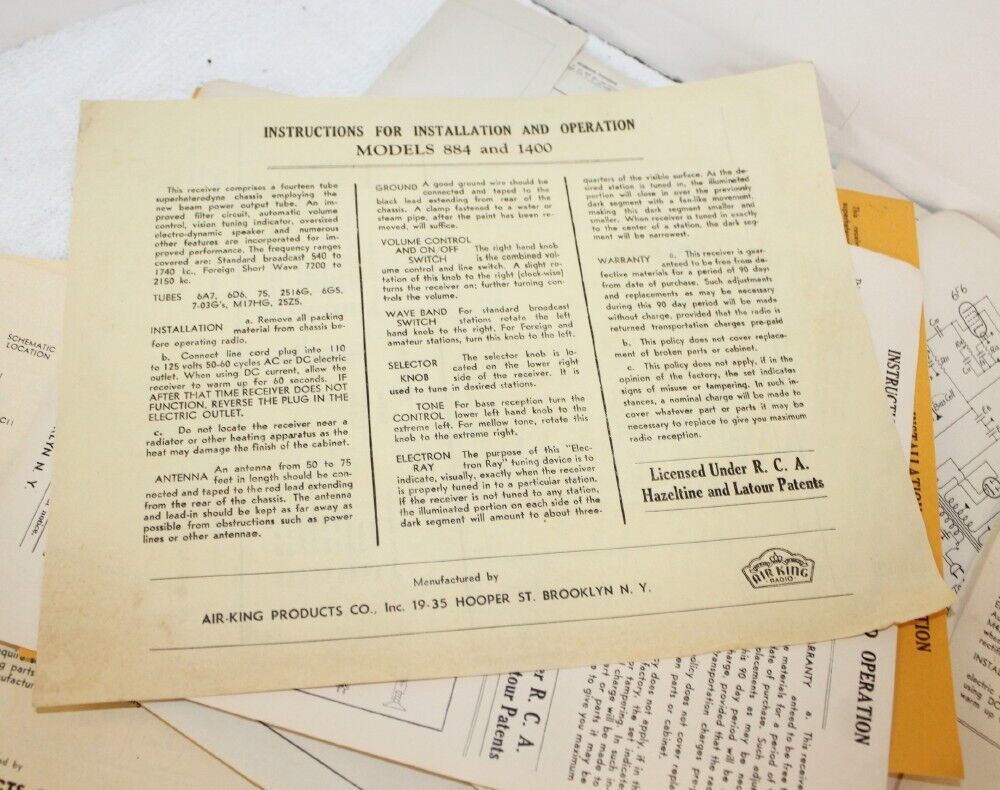 INSTRUCTIONS FOR INSTALLATION AND OPERATION
MODELS 884 and 1400
This receiver comprises a fourteen tube
superheterodyne chassis employing the
new beam power output tube. An im-
proved filter circuit, automatic volume
control, vision tuning indicator, oversized
electro-dynamic speaker and numerous
other features are incorporated for im-
proved performance. The frequency ranges
covered are: Standard broadcast 540 to
1740 kc., Foreign Short Wave 7200 to
2150 kc.
TUBES 6A7, 6D6, 75, 2516G, 6G5,
7-03G's, M17HG, 25Z5.
INSTALLATION a. Remove all packing
material from chassis be-
fore operating radio.
b. Connect line cord plug into 110
to 125 volts 50-60 cycles AC or DC electric
outlet. When using DC current, allow the
receiver to warm up for 60 seconds. IF
AFTER THAT TIME RECEIVER DOES NOT
FUNCTION, REVERSE THE PLUG IN THE
ELECTRIC OUTLET.
c. Do not locate the receiver near a
radiator or other heating apparatus as the
heat may damage the finish of the cabinet.
ANTENNA An antenna from 50 to 75
feet in length should be con-
nected and taped to the red lead extending
from the rear of the chassis. The antenna
and lead-in should be kept as far away as
possible from obstructions such as power
lines or other antennae.
GROUND A good ground wire should be
connected and taped to the
black lead extending from rear of the
chassis. A clamp fastened to a water or
steam pipe, after the paint has been re-
moved, will suffice.
VOLUME CONTROL
AND ON/OFF The right hand knob
SWITCH is the combined vol-
ume control and line switch. A slight ro-
tation of this knob to the right (clock-wise)
turns the receiver on; further turning con-
trols the volume.
WAVE BAND For standard broadcast
SWITCH stations rotate the left
hand knob to the right. For Foreign and
amateur stations, turn this knob to the left.
SELECTOR The selector knob is lo-
cated on the lower right
KNOB side of the receiver. It is
used to tune in desired stations.
TONE For base reception turn the
CONTROL lower left hand knob to the
extreme left. For mellow tone, rotate this
knob to the extreme right.
ELECTRON The purpose of this "Elec-
RAY tron Ray" tuning device is to
indicate, visually, exactly when the receiver
is properly tuned in to a particular station.
If the receiver is not tuned to any station,
the illuminated portion on each side of the
dark segment will amount to about three-
quarters of the visible surface. As the de-
sired station is tuned in, the illuminated
portion will close in over the previously
dark segment with a fan-like movement,
making this dark segment smaller and
smaller. When receiver is tuned in exactly
to the center of a station, the dark seg-
ment will be narrowest.
WARRANTY a. This receiver is guar-
anteed to be free from de-
fective materials for a period of 90 days
from date of purchase. Such adjustments
and replacements as may be necessary
during this 90 day period will be made
without charge, provided that the radio is
returned transportation charges pre-paid
b. This policy does not cover replace-
ment of broken parts or cabinet.
c. This policy does not apply, if in the
opinion of the factory, the set indicates
signs of misuse or tampering. In such in-
stances, a nominal charge will be made to
cover whatever part or parts it may be
necessary to replace to give you maximum
radio reception.
Licensed Under R. C. A.
Hazeltine and Latour Patents
Manufactured by
AIR-KING PRODUCTS CO., Inc. 19-35 HOOPER ST. BROOKLYN N. Y.
AIR KING
RADIO
SCHEMATIC
LOCATION
KLYN N. Y.
notice.
er R. C. A.
tour Patents
OPERATION
INSTRUCTI
INSTALLATION
6F6